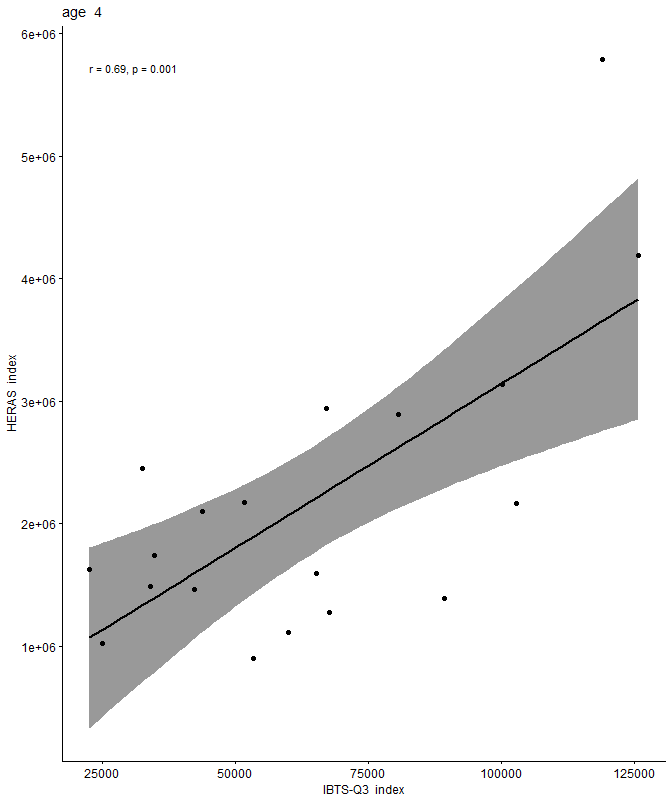 age 4
6e+06
r = 0.69, p = 0.001
5e+06
4e+06
3e+06
2e+06
1e+06
HERAS index
25000 50000 75000 100000 125000
IBTS-Q3 index